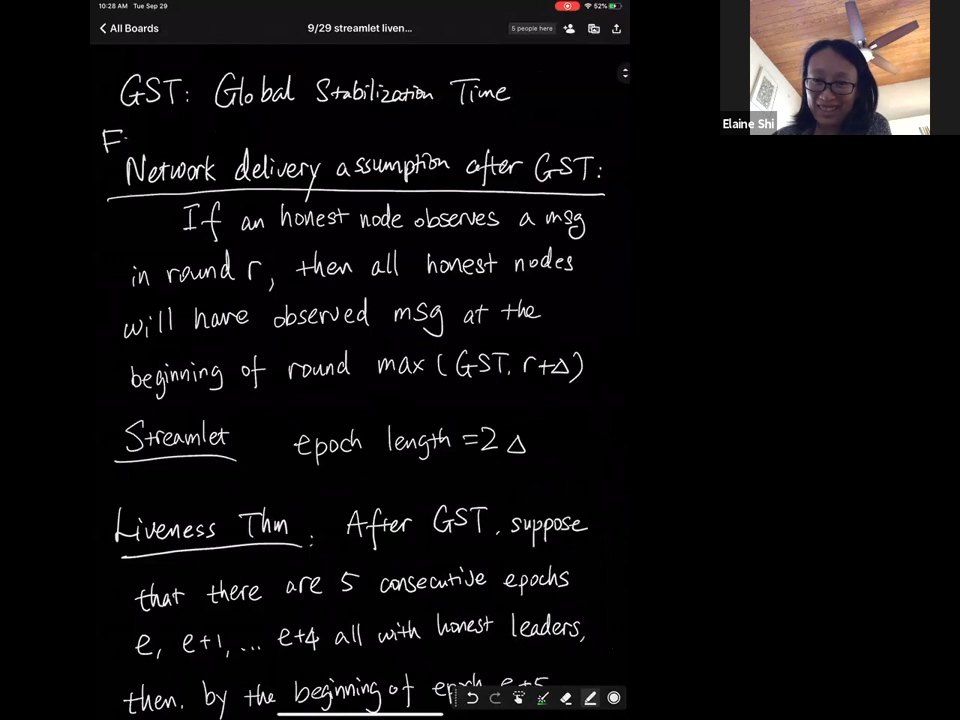 10:28 AM Tue Sep 29
52%
All Boards
9/29 streamlet liven...
5 people here
Elaine Shi
GST: Global Stabilization Time
F
Network delivery assumption after GST:
If an honest node observes a msg
in round r, then all honest nodes
will have observed msg at the
beginning of round max (GST, r+Δ)
Streamlet epoch length = 2Δ
Liveness Thm: After GST, suppose
that there are 5 consecutive epochs
e, e+1, ... e+4 all with honest leaders,
then, by the beginning of epoch e+5